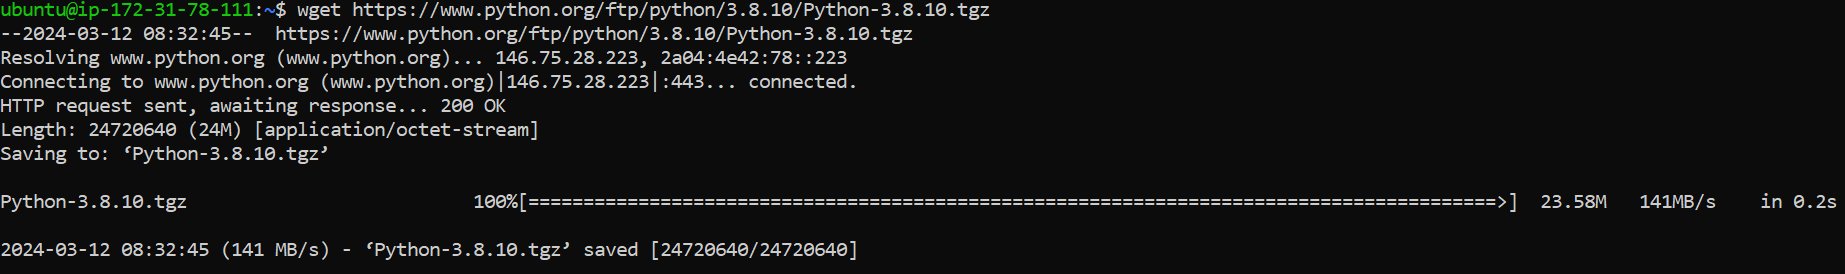 ubuntu@ip-172-31-78-111:~$ wget https://www.python.org/ftp/python/3.8.10/Python-3.8.10.tgz
--2024-03-12 08:32:45--  https://www.python.org/ftp/python/3.8.10/Python-3.8.10.tgz
Resolving www.python.org (www.python.org)... 146.75.28.223, 2a04:4e42:78::223
Connecting to www.python.org (www.python.org)|146.75.28.223|:443... connected.
HTTP request sent, awaiting response... 200 OK
Length: 24720640 (24M) [application/octet-stream]
Saving to: ‘Python-3.8.10.tgz’
Python-3.8.10.tgz                          100%[========================================================================================>]  23.58M   141MB/s    in 0.2s
2024-03-12 08:32:45 (141 MB/s) - ‘Python-3.8.10.tgz’ saved [24720640/24720640]